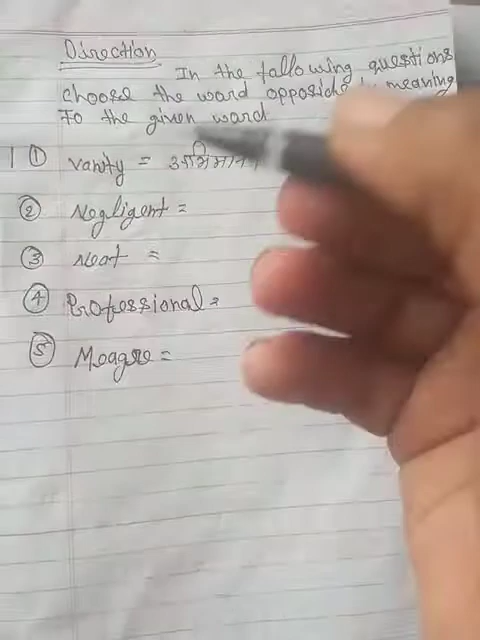 Direction
In the following questions
choose the word opposide meaning
To the given word
1 ① vanity = अभिमान
② Negligent =
③ Neat =
④ Professional =
⑤ Meagre =